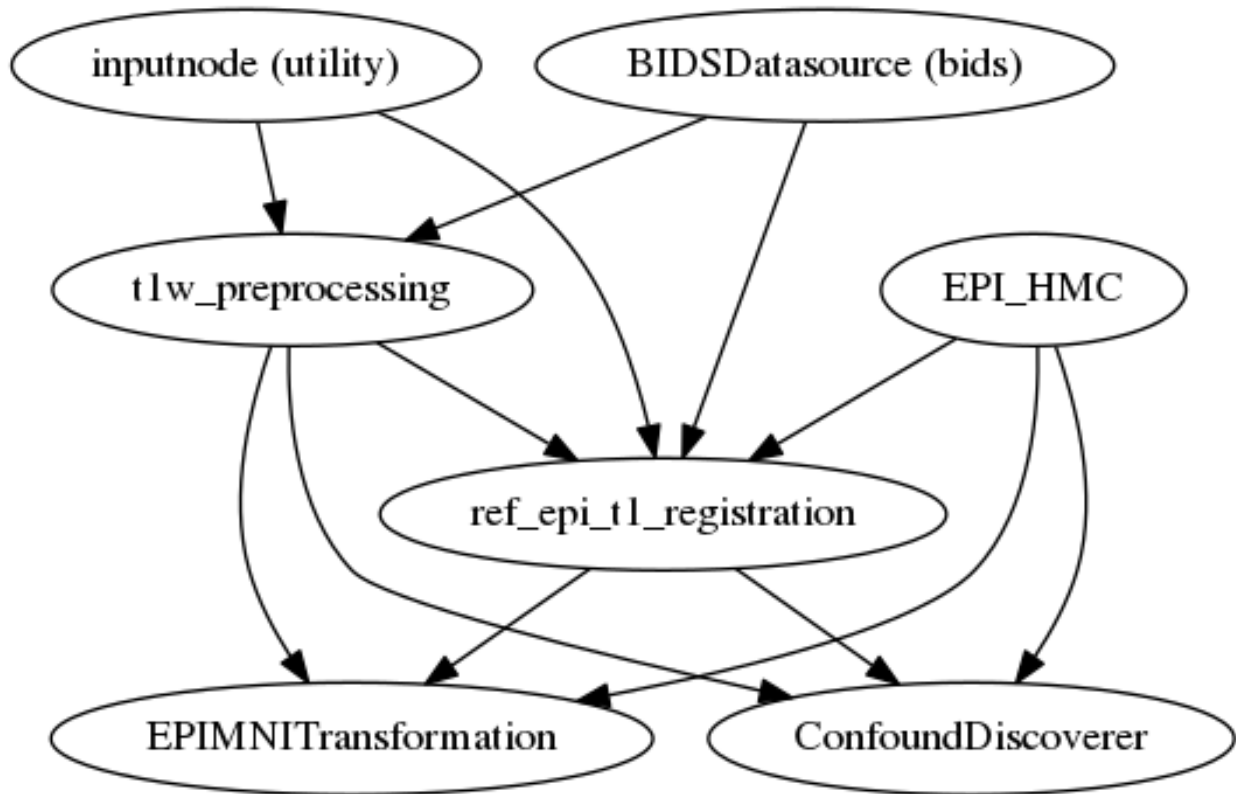 inputnode (utility)
BIDSDatasource (bids)
t1w_preprocessing
EPI_HMC
ref_epi_t1_registration
EPIMNITransformation
ConfoundDiscoverer